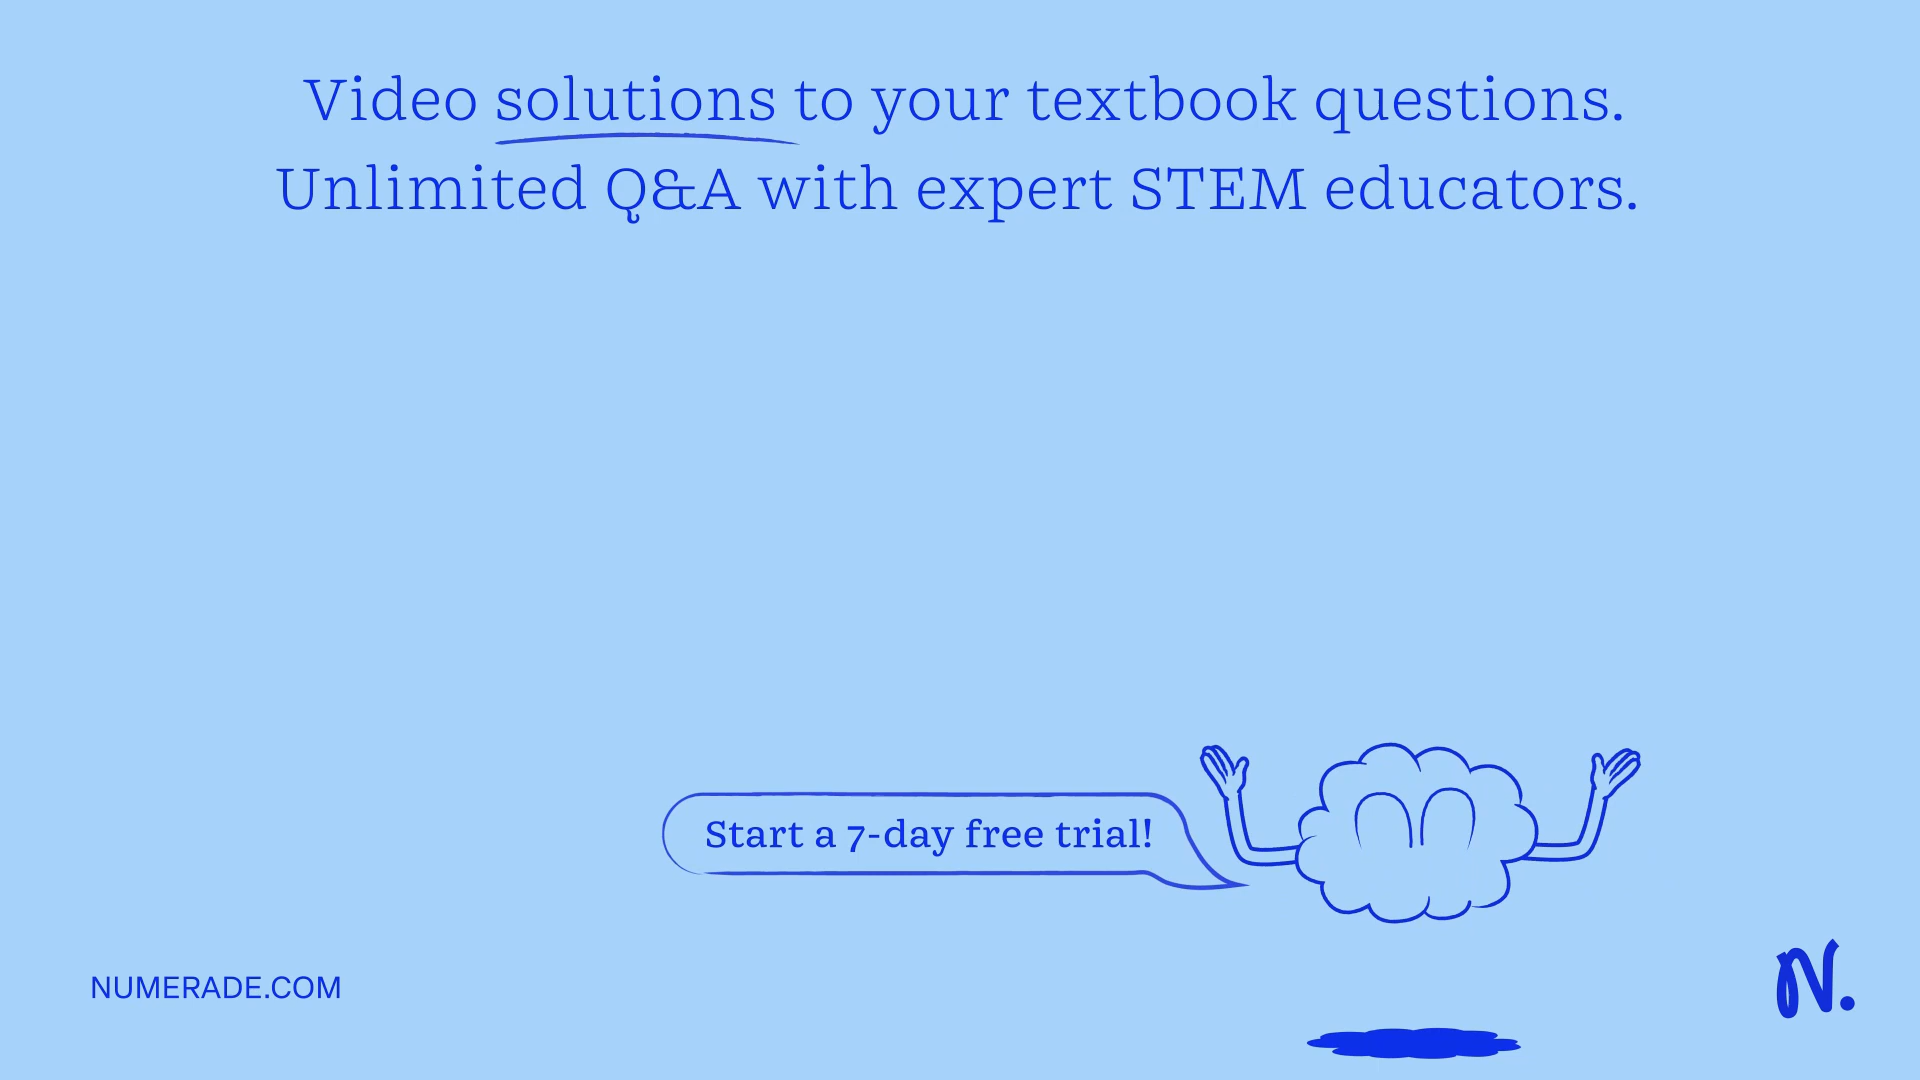 Video solutions to your textbook questions.
Unlimited Q&A with expert STEM educators.
Start a 7-day free trial!
NUMERADE.COM
N.